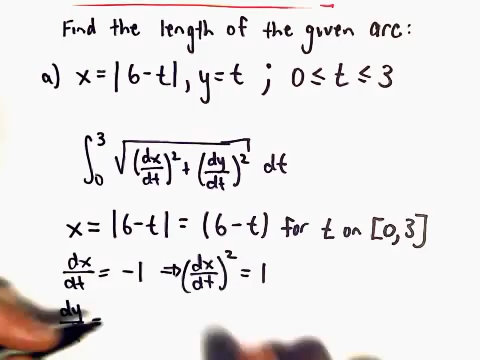 Find the length of the given arc:
a) x = |6-t|, y = t ; 0 ≤ t ≤ 3
∫₀³ √((dx/dt)² + (dy/dt)²) dt
x = |6-t| = (6-t) for t on [0,3]
dx/dt = -1 ⇒ (dx/dt)² = 1
dy/ =